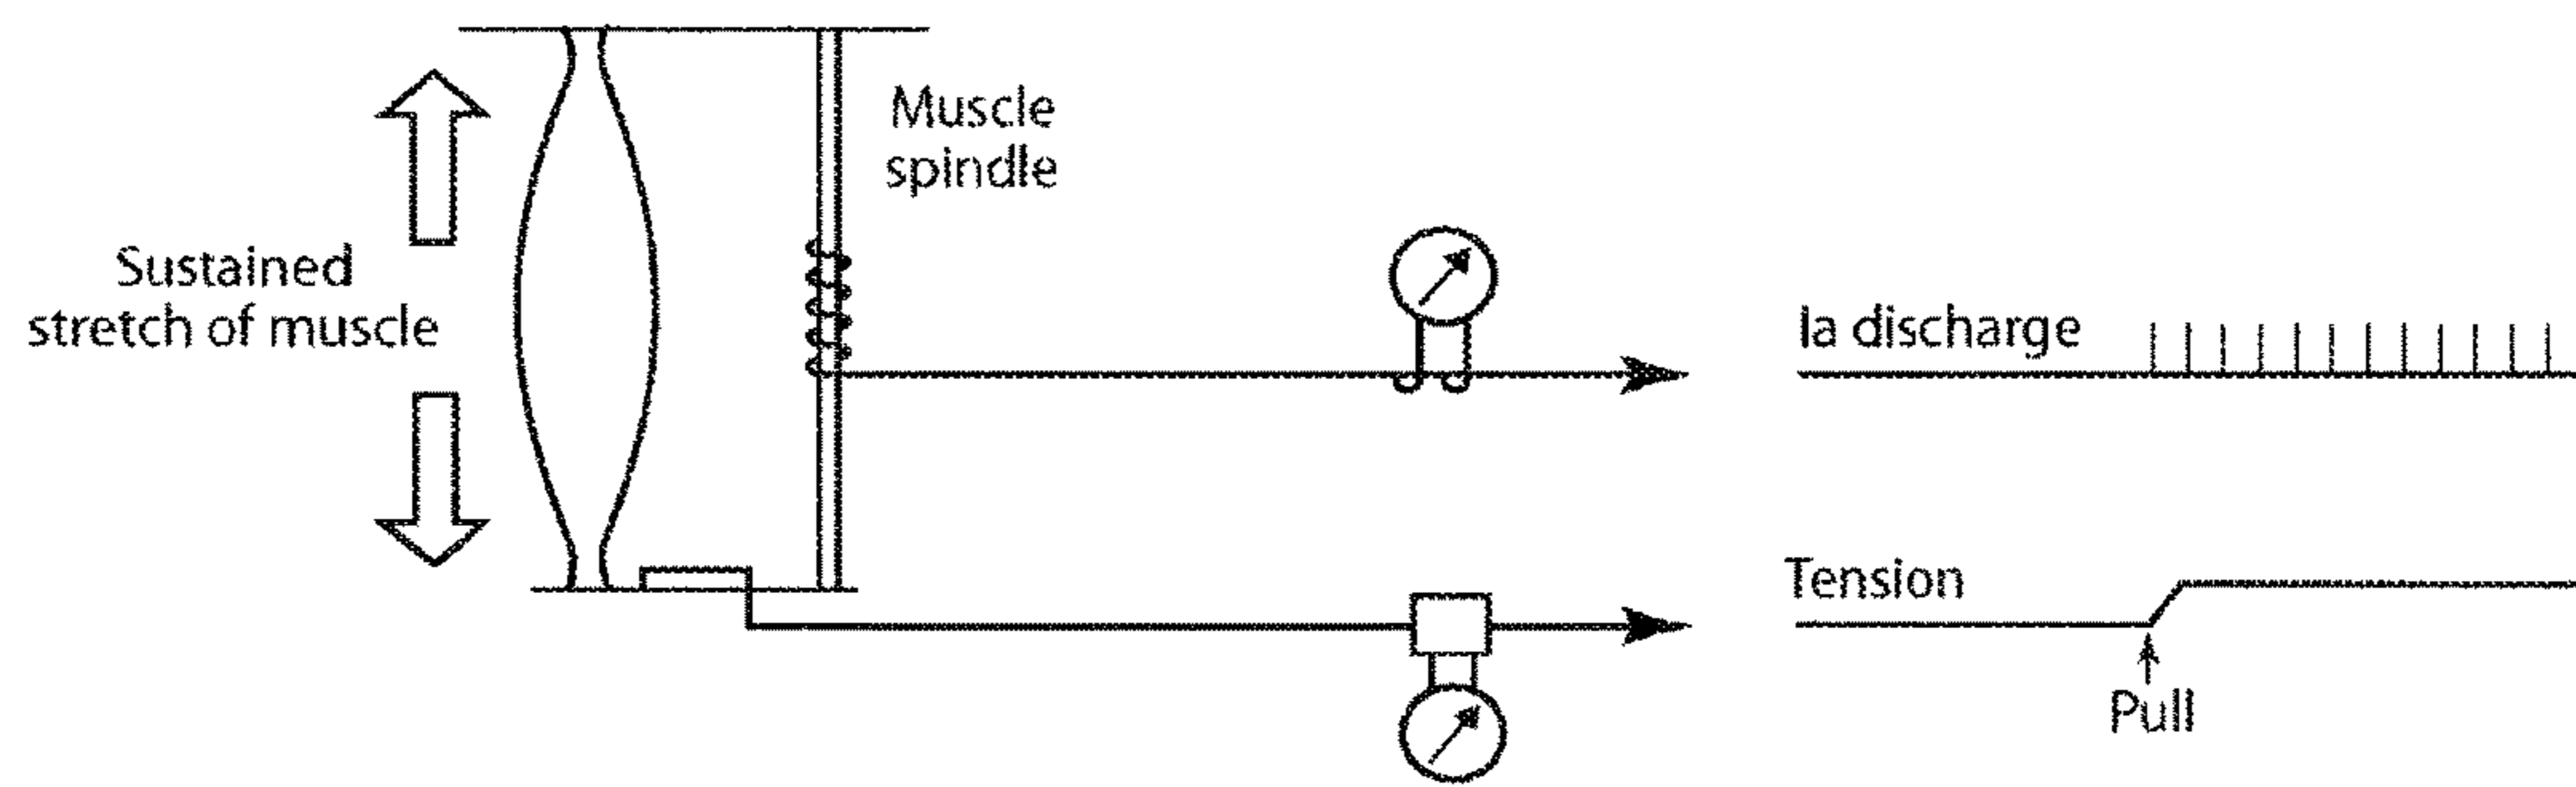 Muscle
spindle
Sustained
stretch of muscle
Ia discharge
Tension
Pull